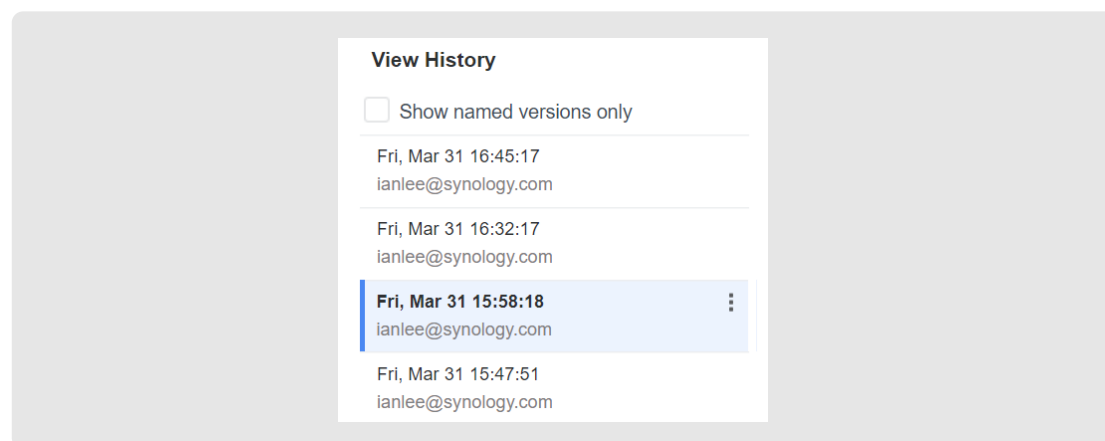 View History
Show named versions only
Fri, Mar 31 16:45:17
ianlee@synology.com
Fri, Mar 31 16:32:17
ianlee@synology.com
Fri, Mar 31 15:58:18
ianlee@synology.com
Fri, Mar 31 15:47:51
ianlee@synology.com